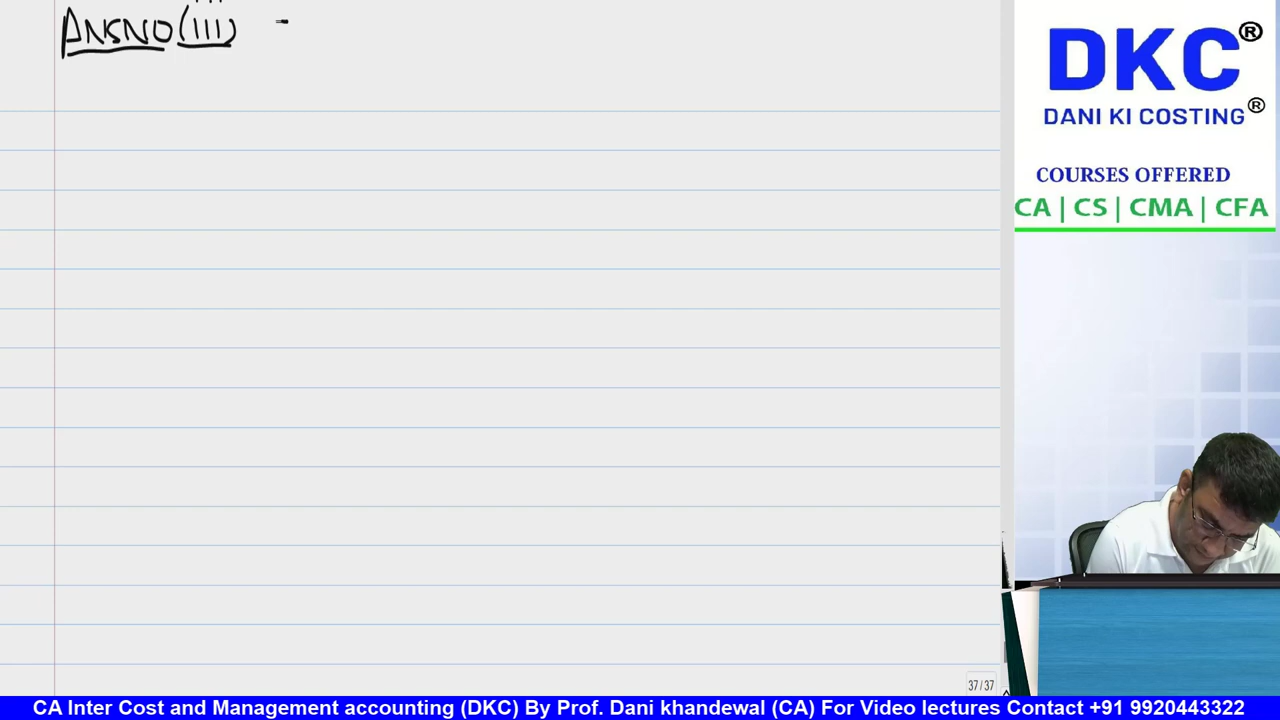 ANSNO (III) -
DKC®
DANI KI COSTING®
COURSES OFFERED
CA | CS | CMA | CFA
37/37
CA Inter Cost and Management accounting (DKC) By Prof. Dani khandewal (CA) For Video lectures Contact +91 9920443322